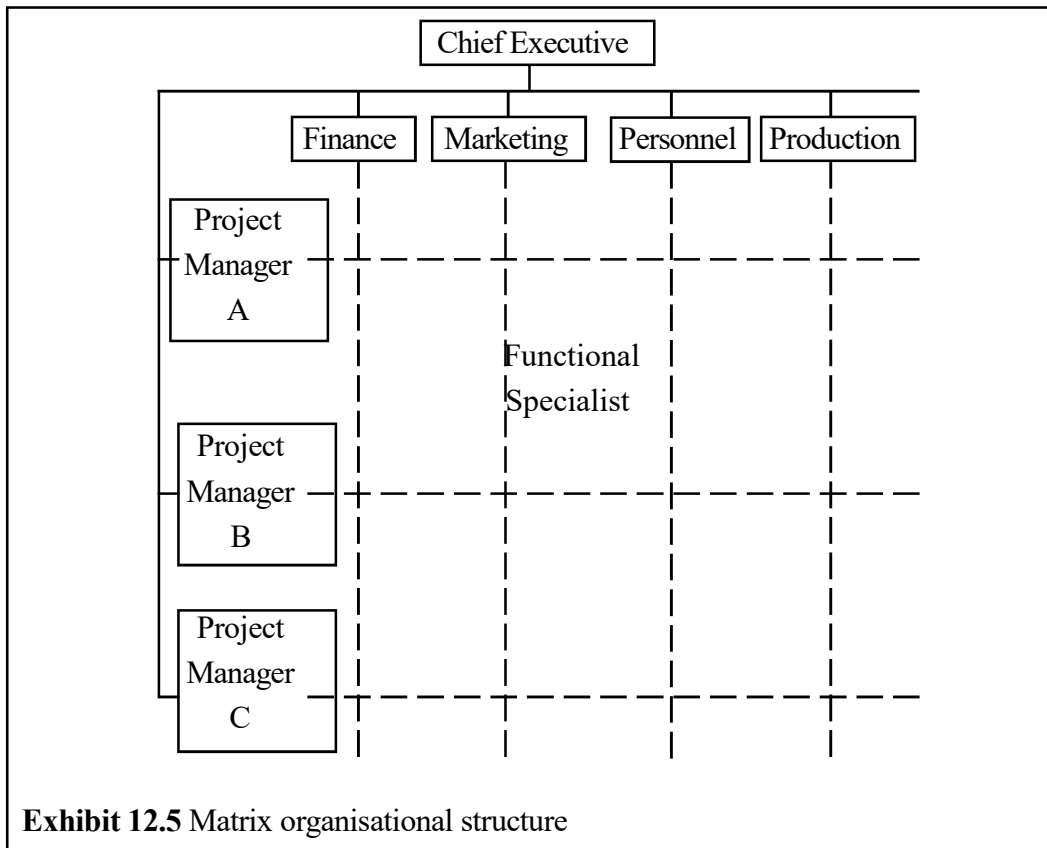 Chief Executive
Finance Marketing Personnel Production
Project
Manager
A
Functional
Specialist
Project
Manager
B
Project
Manager
C
Exhibit 12.5 Matrix organisational structure